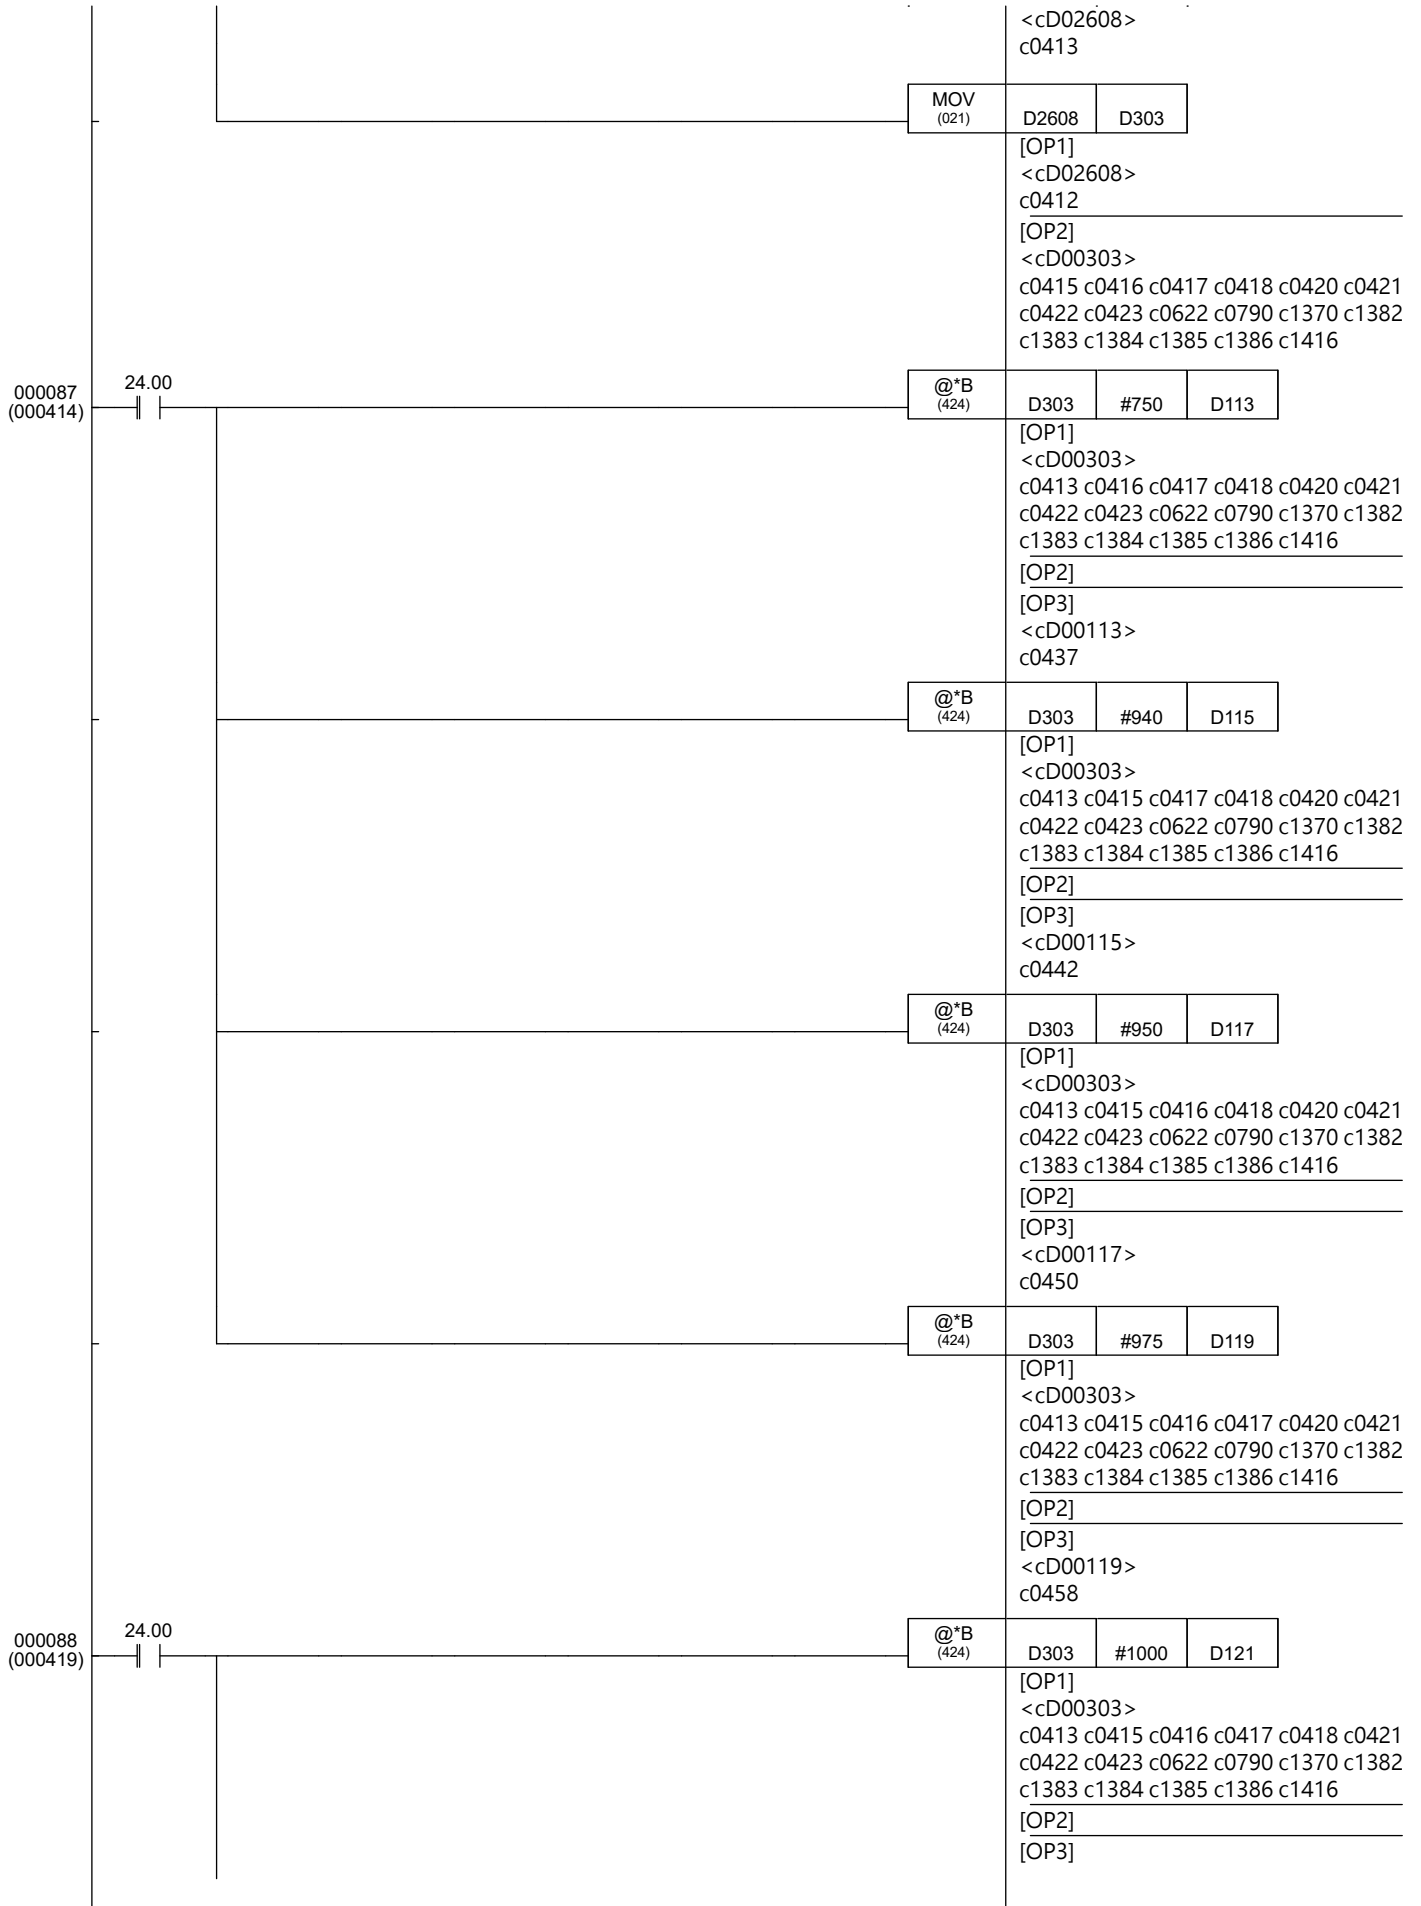 <cD02608>
c0413
MOV
(021)
D2608 D303
[OP1]
<cD02608>
c0412
[OP2]
<cD00303>
c0415 c0416 c0417 c0418 c0420 c0421
c0422 c0423 c0622 c0790 c1370 c1382
c1383 c1384 c1385 c1386 c1416
000087
(000414)
24.00
@*B
(424)
D303 #750 D113
[OP1]
<cD00303>
c0413 c0416 c0417 c0418 c0420 c0421
c0422 c0423 c0622 c0790 c1370 c1382
c1383 c1384 c1385 c1386 c1416
[OP2]
[OP3]
<cD00113>
c0437
@*B
(424)
D303 #940 D115
[OP1]
<cD00303>
c0413 c0415 c0417 c0418 c0420 c0421
c0422 c0423 c0622 c0790 c1370 c1382
c1383 c1384 c1385 c1386 c1416
[OP2]
[OP3]
<cD00115>
c0442
@*B
(424)
D303 #950 D117
[OP1]
<cD00303>
c0413 c0415 c0416 c0418 c0420 c0421
c0422 c0423 c0622 c0790 c1370 c1382
c1383 c1384 c1385 c1386 c1416
[OP2]
[OP3]
<cD00117>
c0450
@*B
(424)
D303 #975 D119
[OP1]
<cD00303>
c0413 c0415 c0416 c0417 c0420 c0421
c0422 c0423 c0622 c0790 c1370 c1382
c1383 c1384 c1385 c1386 c1416
[OP2]
[OP3]
<cD00119>
c0458
000088
(000419)
24.00
@*B
(424)
D303 #1000 D121
[OP1]
<cD00303>
c0413 c0415 c0416 c0417 c0418 c0421
c0422 c0423 c0622 c0790 c1370 c1382
c1383 c1384 c1385 c1386 c1416
[OP2]
[OP3]